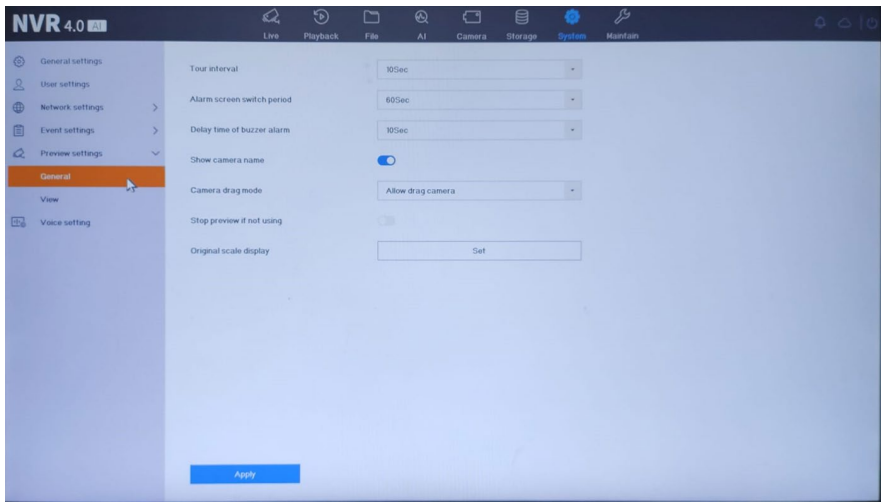 NVR 4.0 AI
Live Playback File AI Camera Storage System Maintain
General settings
User settings
Network settings
Event settings
Preview settings
General
View
Voice setting
Tour interval 10Sec
Alarm screen switch period 60Sec
Delay time of buzzer alarm 10Sec
Show camera name
Camera drag mode Allow drag camera
Stop preview if not using
Original scale display Set
Apply